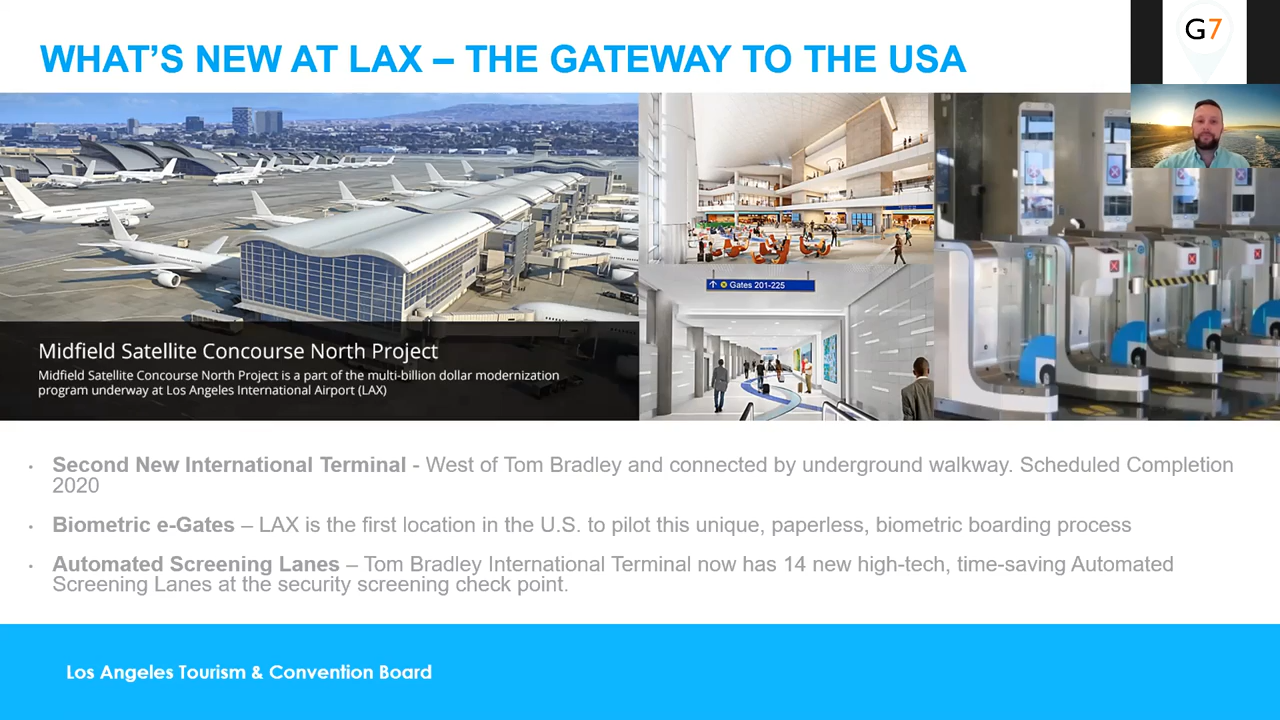 WHAT’S NEW AT LAX – THE GATEWAY TO THE USA
G7
Gates 201-225
Midfield Satellite Concourse North Project
Midfield Satellite Concourse North Project is a part of the multi-billion dollar modernization
program underway at Los Angeles International Airport (LAX)
• Second New International Terminal - West of Tom Bradley and connected by underground walkway. Scheduled Completion
2020
• Biometric e-Gates – LAX is the first location in the U.S. to pilot this unique, paperless, biometric boarding process
• Automated Screening Lanes – Tom Bradley International Terminal now has 14 new high-tech, time-saving Automated
Screening Lanes at the security screening check point.
Los Angeles Tourism & Convention Board